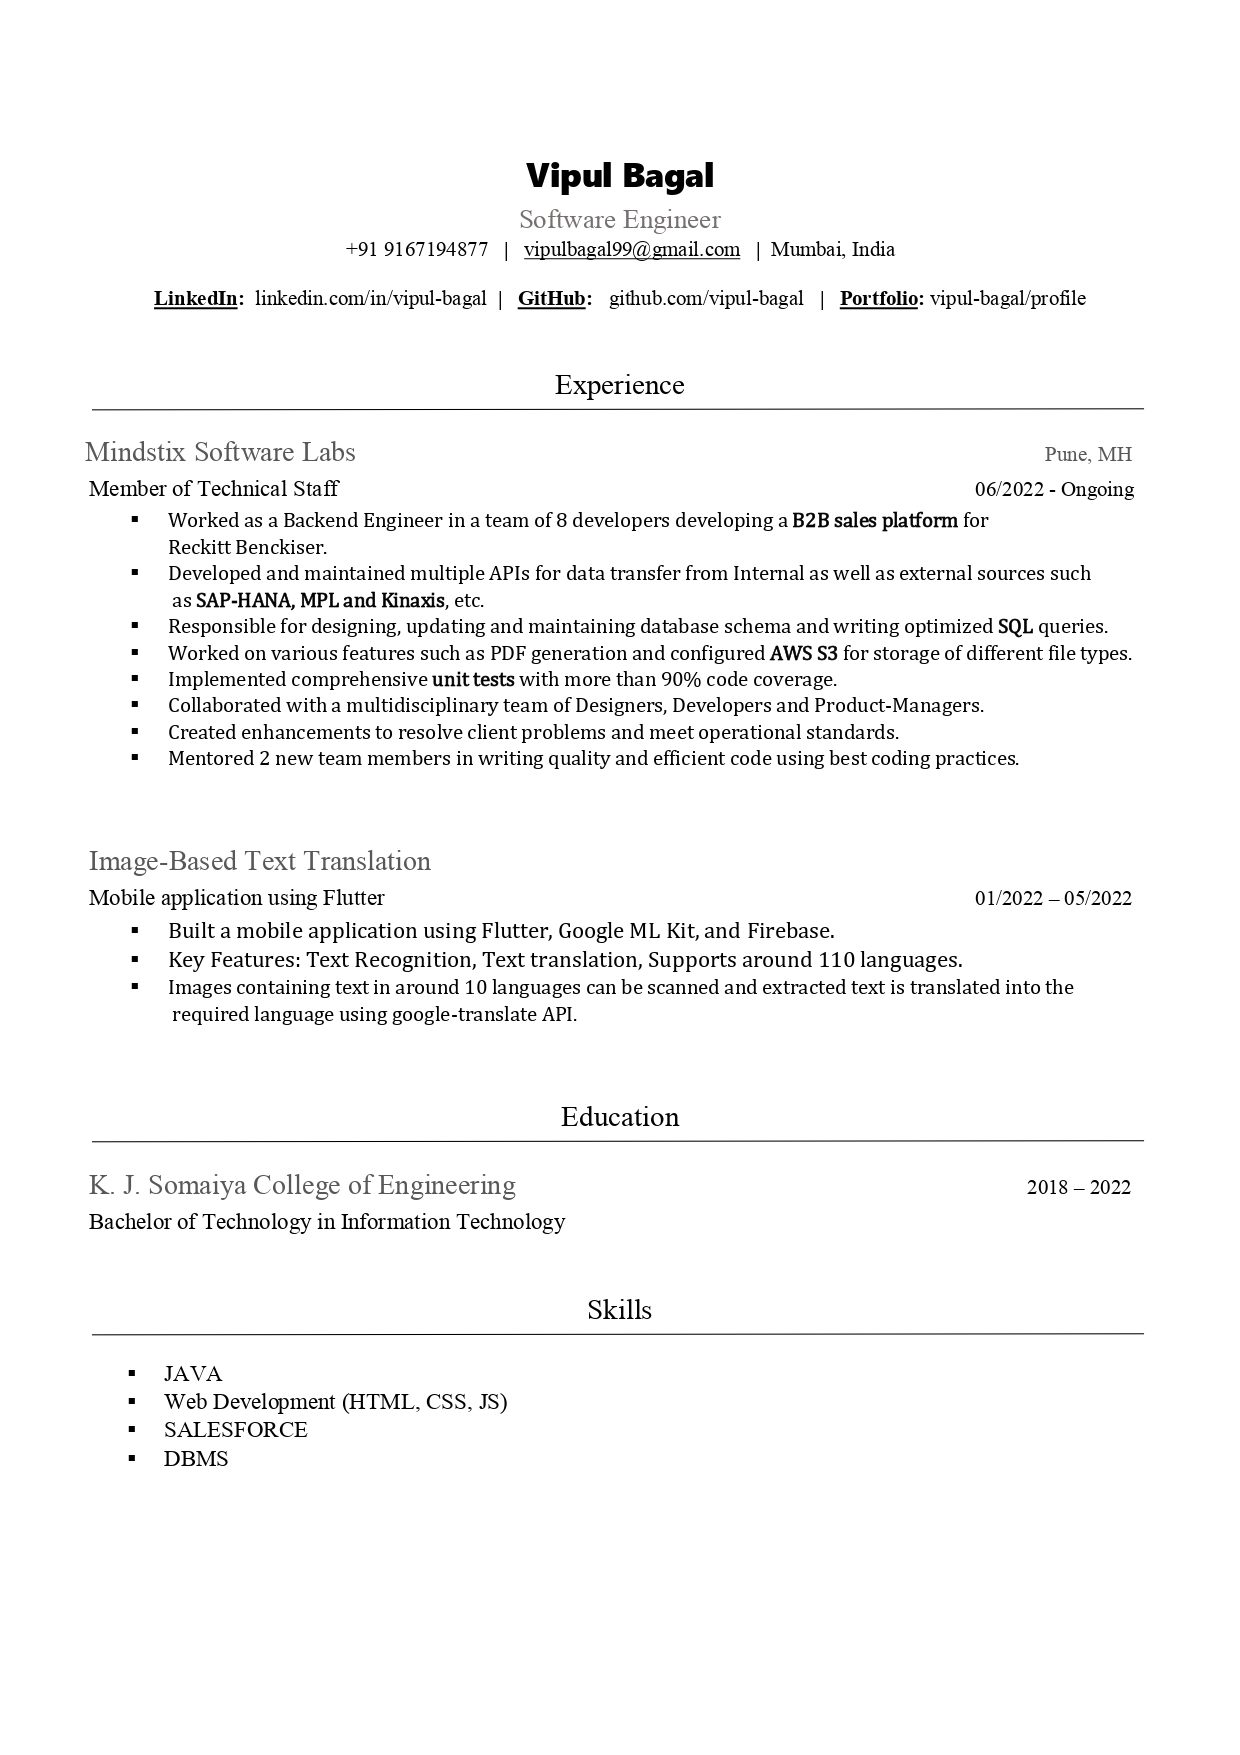 Vipul Bagal
Software Engineer
+91 9167194877 | vipulbagal99@gmail.com | Mumbai, India
LinkedIn: linkedin.com/in/vipul-bagal | GitHub: github.com/vipul-bagal | Portfolio: vipul-bagal/profile
Experience
Mindstix Software Labs Pune, MH
Member of Technical Staff 06/2022 - Ongoing
▪ Worked as a Backend Engineer in a team of 8 developers developing a B2B sales platform for
Reckitt Benckiser.
▪ Developed and maintained multiple APIs for data transfer from Internal as well as external sources such
as SAP-HANA, MPL and Kinaxis, etc.
▪ Responsible for designing, updating and maintaining database schema and writing optimized SQL queries.
▪ Worked on various features such as PDF generation and configured AWS S3 for storage of different file types.
▪ Implemented comprehensive unit tests with more than 90% code coverage.
▪ Collaborated with a multidisciplinary team of Designers, Developers and Product-Managers.
▪ Created enhancements to resolve client problems and meet operational standards.
▪ Mentored 2 new team members in writing quality and efficient code using best coding practices.
Image-Based Text Translation
Mobile application using Flutter 01/2022 – 05/2022
▪ Built a mobile application using Flutter, Google ML Kit, and Firebase.
▪ Key Features: Text Recognition, Text translation, Supports around 110 languages.
▪ Images containing text in around 10 languages can be scanned and extracted text is translated into the
required language using google-translate API.
Education
K. J. Somaiya College of Engineering 2018 – 2022
Bachelor of Technology in Information Technology
Skills
▪ JAVA
▪ Web Development (HTML, CSS, JS)
▪ SALESFORCE
▪ DBMS